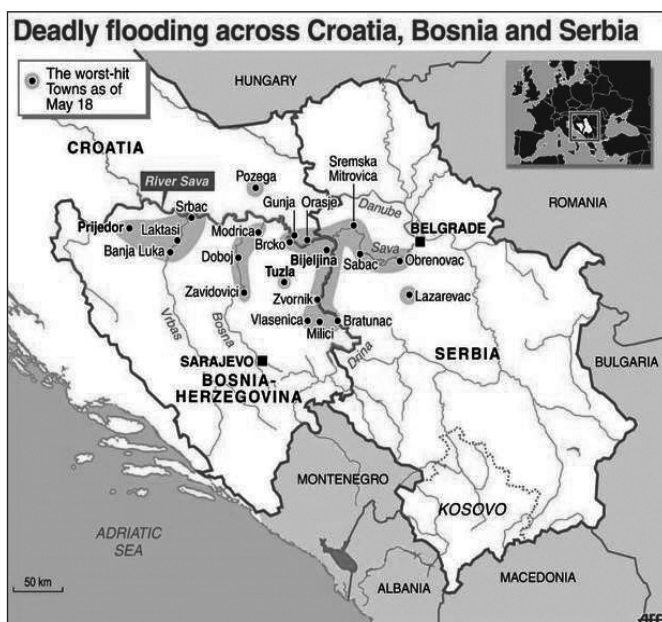 Deadly flooding across Croatia, Bosnia and Serbia
The worst-hit
Towns as of
May 18
HUNGARY
CROATIA
River Sava
Pozega
Sremska
Mitrovica
Danube
ROMANIA
Srbac
Gunja
Orasje
Prijedor
Laktasi
Modrica
Brcko
BELGRADE
Sava
Banja Luka
Doboj
Bijeljina
Sabac
Obrenovac
Tuzla
Zavidovici
Zvornik
Lazarevac
Vrbas
Bosna
Vlasenica
Milici
Bratunac
Drina
SARAJEVO
BOSNIA-
HERZEGOVINA
SERBIA
BULGARIA
MONTENEGRO
KOSOVO
ADRIATIC
SEA
ALBANIA
MACEDONIA
50 km
AFP